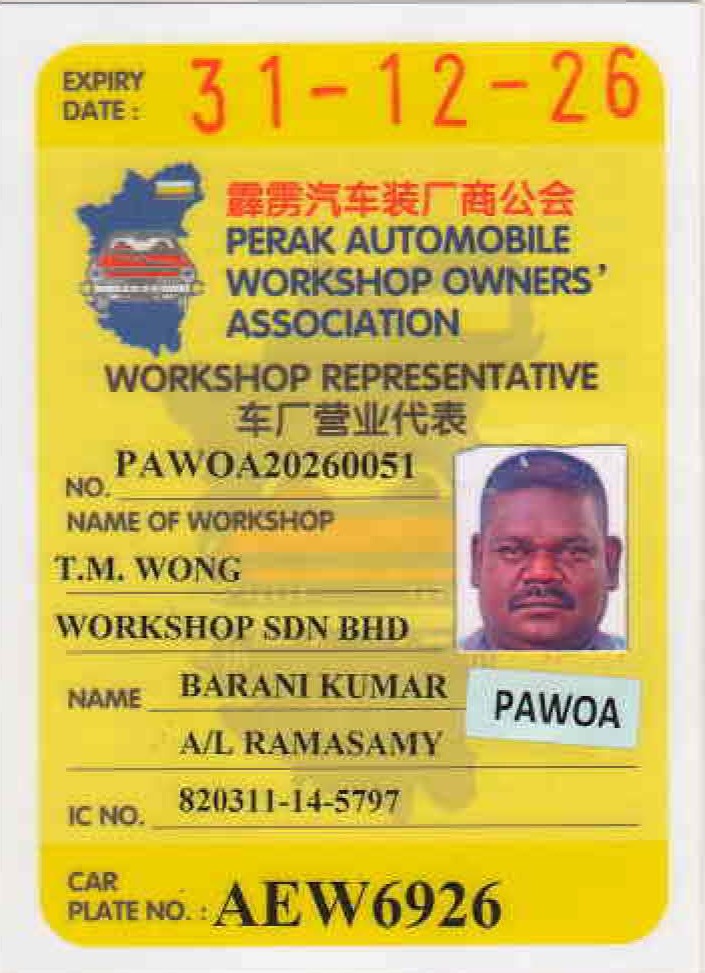 EXPIRY
DATE : 31-12-26
霹雳汽车装厂商公会
PERAK AUTOMOBILE
WORKSHOP OWNERS'
ASSOCIATION
WORKSHOP REPRESENTATIVE
车厂营业代表
NO. PAWOA20260051
NAME OF WORKSHOP
T.M. WONG
WORKSHOP SDN BHD
NAME BARANI KUMAR
A/L RAMASAMY
PAWOA
IC NO. 820311-14-5797
CAR
PLATE NO. : AEW6926